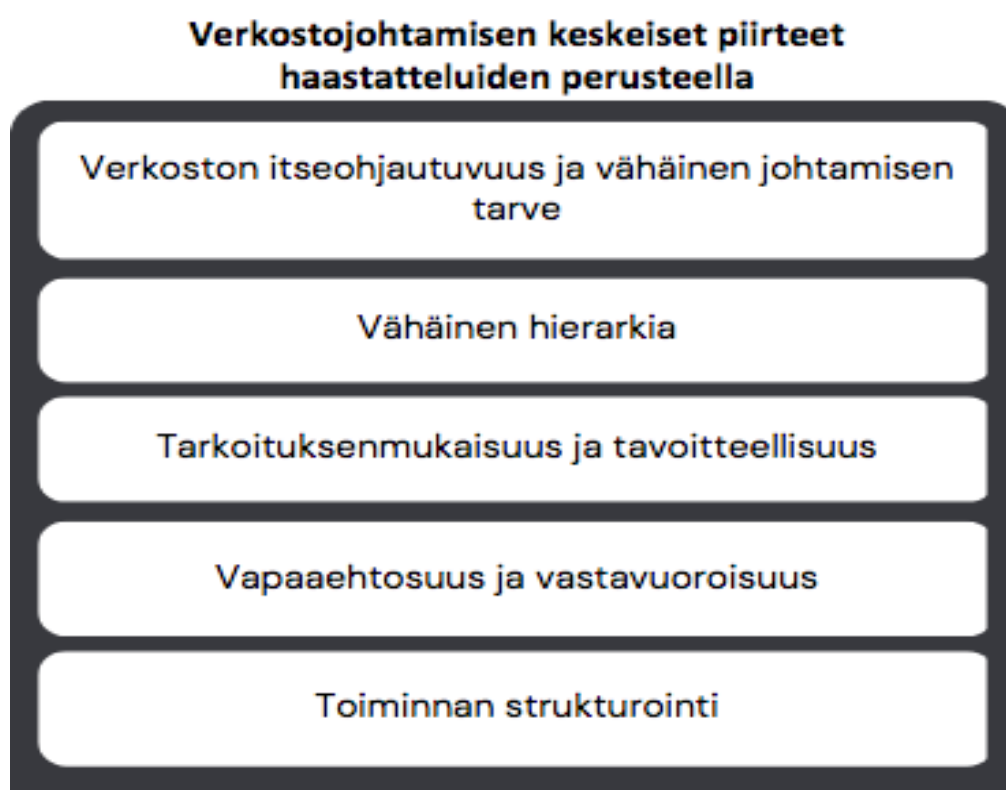 Verkostojohtamisen keskeiset piirteet
haastatteluiden perusteella
Verkoston itseohjautuvuus ja vähäinen johtamisen
tarve
Vähäinen hierarkia
Tarkoituksenmukaisuus ja tavoitteellisuus
Vapaaehtosuus ja vastavuoroisuus
Toiminnan strukturointi